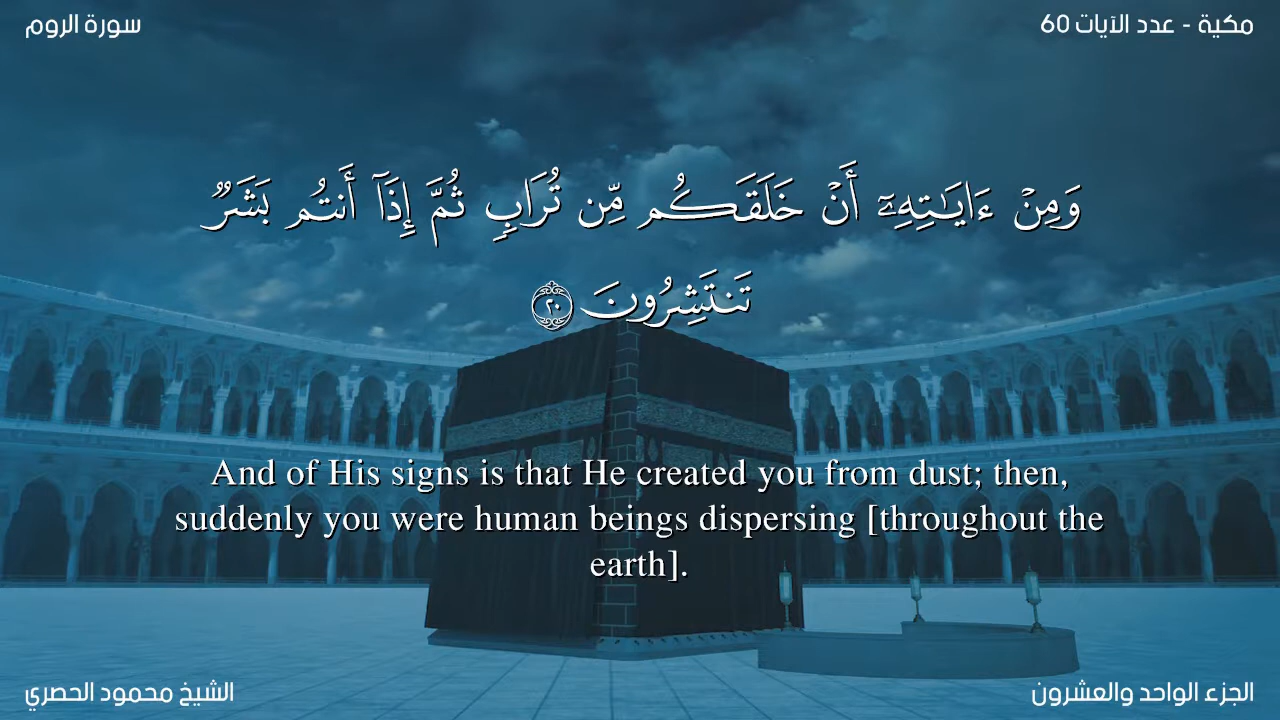 سورة الروم
مكية - عدد الآيات 60
وَمِنْ ءَايَـٰتِهِۦٓ أَنْ خَلَقَكُم مِّن تُرَابٍ ثُمَّ إِذَآ أَنتُم بَشَرٌ
تَنتَشِرُونَ ٢٠
And of His signs is that He created you from dust; then,
suddenly you were human beings dispersing [throughout the
earth].
الشيخ محمود الحصري
الجزء الواحد والعشرون